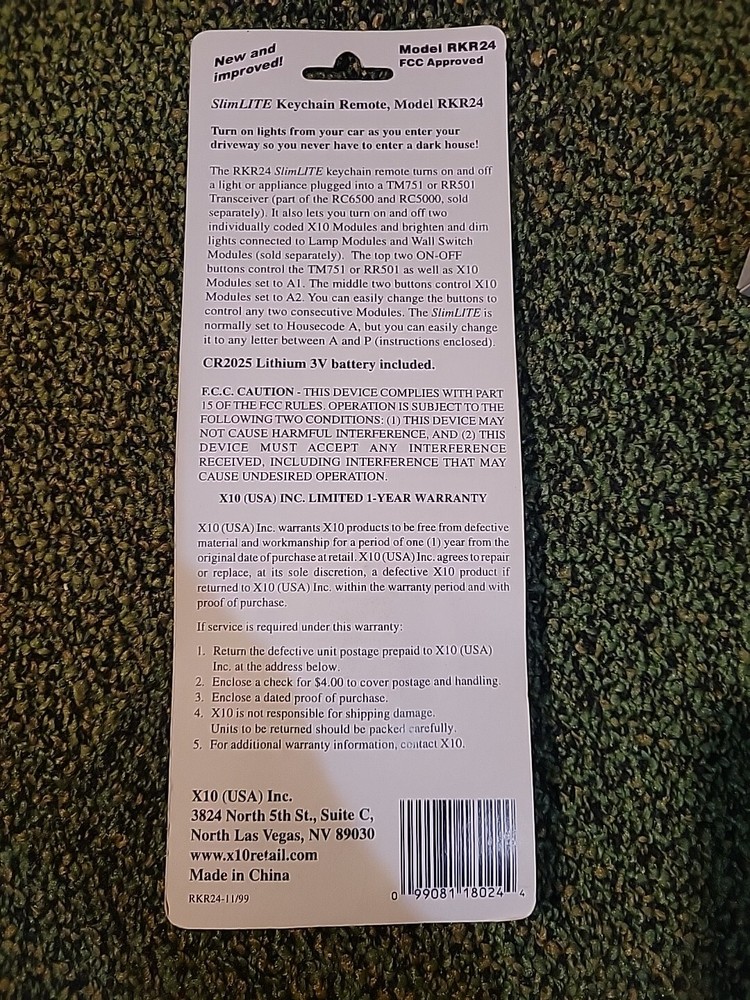 New and
improved!
Model RKR24
FCC Approved
SlimLITE Keychain Remote, Model RKR24
Turn on lights from your car as you enter your
driveway so you never have to enter a dark house!
The RKR24 SlimLITE keychain remote turns on and off
a light or appliance plugged into a TM751 or RR501
Transceiver (part of the RC6500 and RC5000, sold
separately). It also lets you turn on and off two
individually coded X10 Modules and brighten and dim
lights connected to Lamp Modules and Wall Switch
Modules (sold separately). The top two ON-OFF
buttons control the TM751 or RR501 as well as X10
Modules set to A1. The middle two buttons control X10
Modules set to A2. You can easily change the buttons to
control any two consecutive Modules. The SlimLITE is
normally set to Housecode A, but you can easily change
it to any letter between A and P (instructions enclosed).
CR2025 Lithium 3V battery included.
F.C.C. CAUTION - THIS DEVICE COMPLIES WITH PART
15 OF THE FCC RULES. OPERATION IS SUBJECT TO THE
FOLLOWING TWO CONDITIONS: (1) THIS DEVICE MAY
NOT CAUSE HARMFUL INTERFERENCE, AND (2) THIS
DEVICE MUST ACCEPT ANY INTERFERENCE
RECEIVED, INCLUDING INTERFERENCE THAT MAY
CAUSE UNDESIRED OPERATION.
X10 (USA) INC. LIMITED 1-YEAR WARRANTY
X10 (USA) Inc. warrants X10 products to be free from defective
material and workmanship for a period of one (1) year from the
original date of purchase at retail. X10 (USA) Inc. agrees to repair
or replace, at its sole discretion, a defective X10 product if
returned to X10 (USA) Inc. within the warranty period and with
proof of purchase.
If service is required under this warranty:
1. Return the defective unit postage prepaid to X10 (USA)
Inc. at the address below.
2. Enclose a check for $4.00 to cover postage and handling.
3. Enclose a dated proof of purchase.
4. X10 is not responsible for shipping damage.
Units to be returned should be packed carefully.
5. For additional warranty information, contact X10.
X10 (USA) Inc.
3824 North 5th St., Suite C,
North Las Vegas, NV 89030
www.x10retail.com
Made in China
RKR24-11/99
0 99081 18024 4